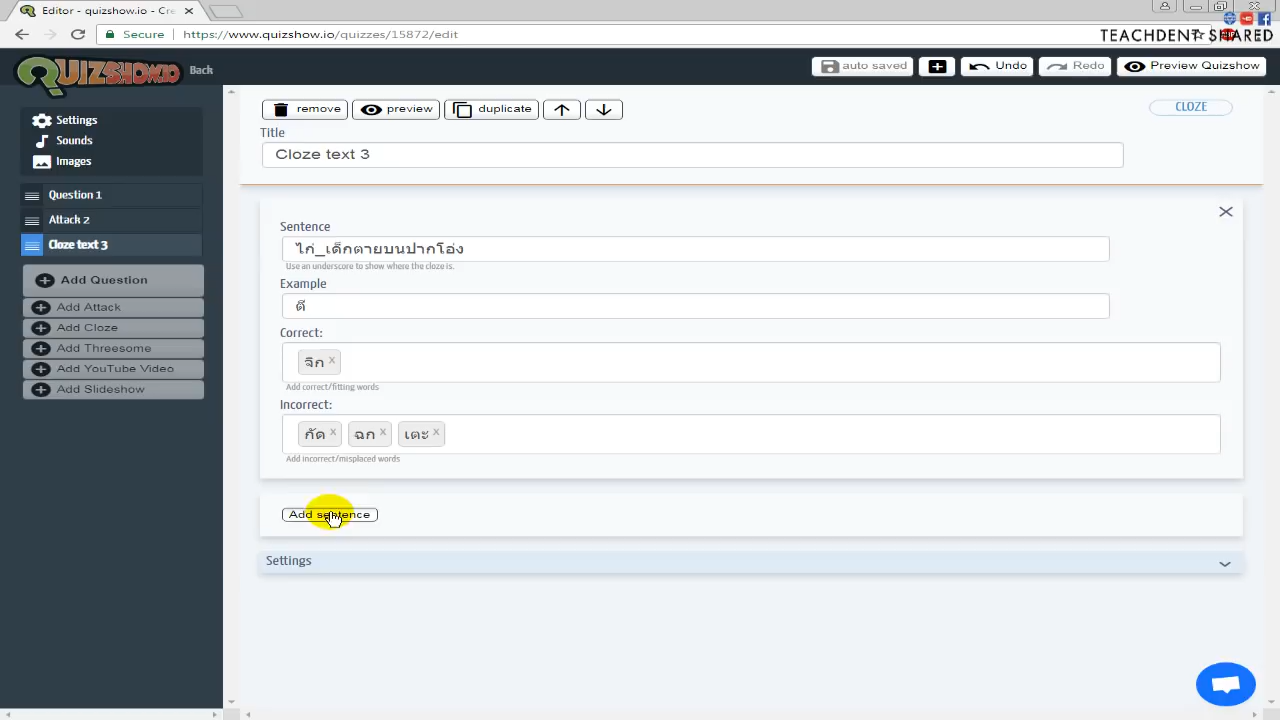 Editor - quizshow.io - Cre
Secure https://www.quizshow.io/quizzes/15872/edit
TEACHDENT SHARED
QUIZSHOW.IO Back auto saved Undo Redo Preview Quizshow
Settings
Sounds
Images
Question 1
Attack 2
Cloze text 3
Add Question
Add Attack
Add Cloze
Add Threesome
Add YouTube Video
Add Slideshow
remove preview duplicate CLOZE
Title
Cloze text 3
Sentence
ไก่_เด็กตายบนปากโอ่ง
Use an underscore to show where the cloze is.
Example
ตี
Correct:
จิก x
Add correct/fitting words
Incorrect:
กัด x ฉก x เตะ x
Add incorrect/misplaced words
Add sentence
Settings